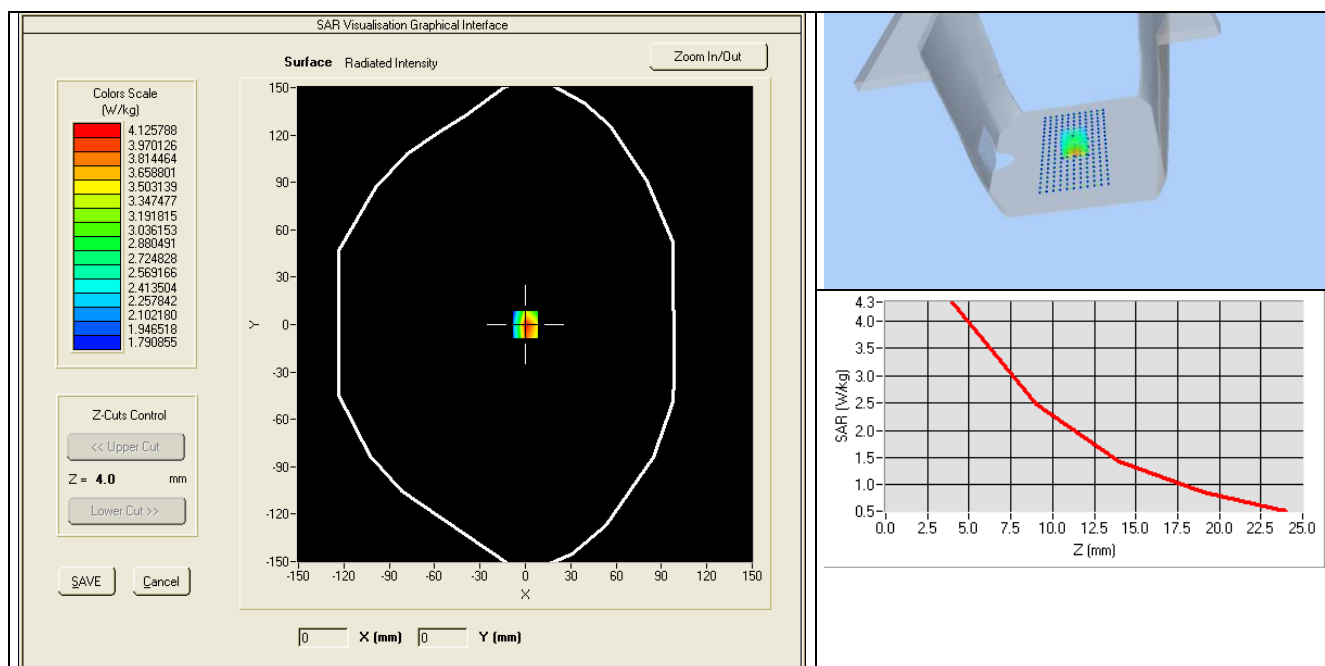 SAR Visualisation Graphical Interface
Surface Radiated Intensity
Zoom In/Out
Colors Scale
(W/kg)
4.125788
3.970126
3.814464
3.658801
3.503139
3.347477
3.191815
3.036153
2.880491
2.724828
2.569166
2.413504
2.257842
2.102180
1.946518
1.790855
Z-Cuts Control
<< Upper Cut
Z = 4.0 mm
Lower Cut >>
SAVE Cancel
150
120
90
60
30
0
-30
-60
-90
-120
-150
Y
-150 -120 -90 -60 -30 0 30 60 90 120 150
X
0 X (mm) 0 Y (mm)
4.3
4.0
3.5
3.0
2.5
2.0
1.5
1.0
0.5
SAR (W/kg)
0.0 2.5 5.0 7.5 10.0 12.5 15.0 17.5 20.0 22.5 25.0
Z (mm)